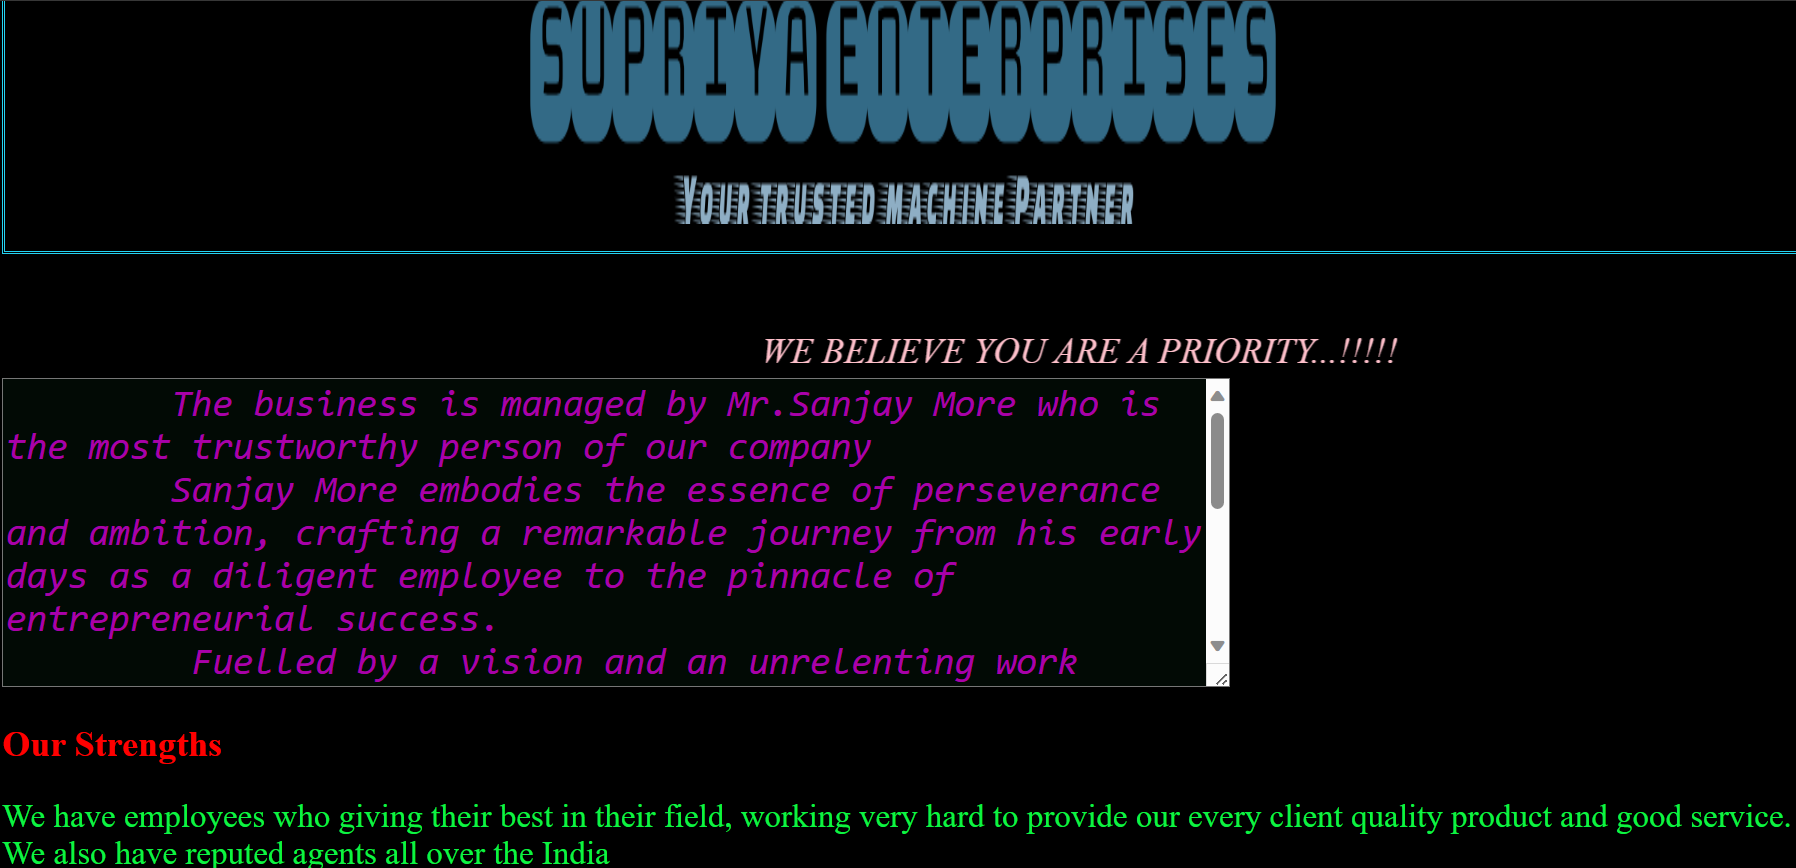 SUPRIYA ENTERPRISES
YOUR TRUSTED MACHINE PARTNER
WE BELIEVE YOU ARE A PRIORITY...!!!!!
The business is managed by Mr.Sanjay More who is
the most trustworthy person of our company
Sanjay More embodies the essence of perseverance
and ambition, crafting a remarkable journey from his early
days as a diligent employee to the pinnacle of
entrepreneurial success.
Fuelled by a vision and an unrelenting work
Our Strengths
We have employees who giving their best in their field, working very hard to provide our every client quality product and good service.
We also have reputed agents all over the India